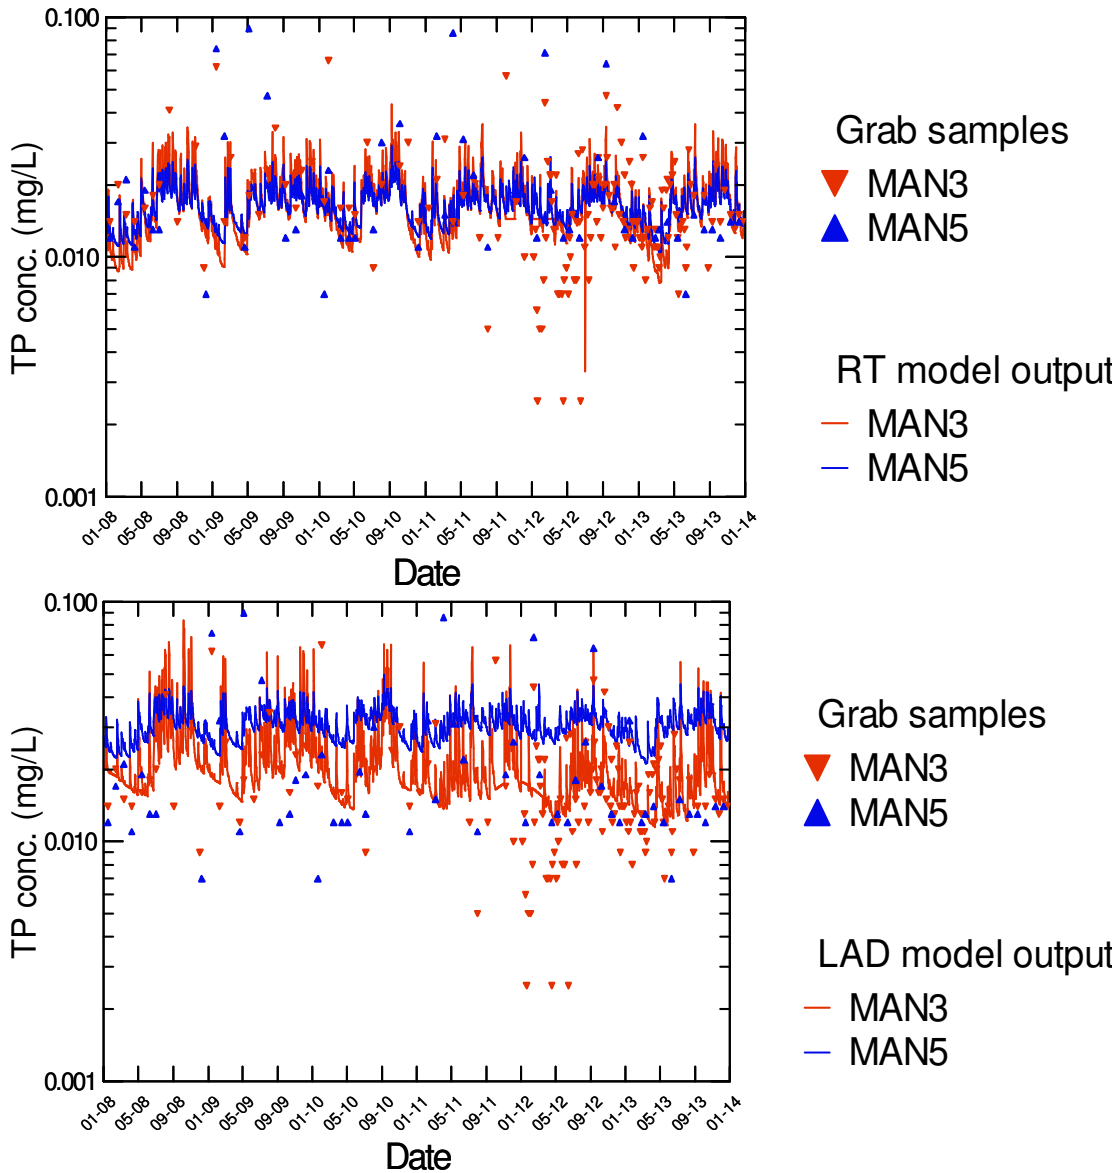 0.100
0.010
0.001
TP conc. (mg/L)
01-08 05-08 09-08 01-09 05-09 09-09 01-10 05-10 09-10 01-11 05-11 09-11 01-12 05-12 09-12 01-13 05-13 09-13 01-14
Date
Grab samples
MAN3
MAN5
RT model output
MAN3
MAN5
0.100
0.010
0.001
TP conc. (mg/L)
01-08 05-08 09-08 01-09 05-09 09-09 01-10 05-10 09-10 01-11 05-11 09-11 01-12 05-12 09-12 01-13 05-13 09-13 01-14
Date
Grab samples
MAN3
MAN5
LAD model output
MAN3
MAN5